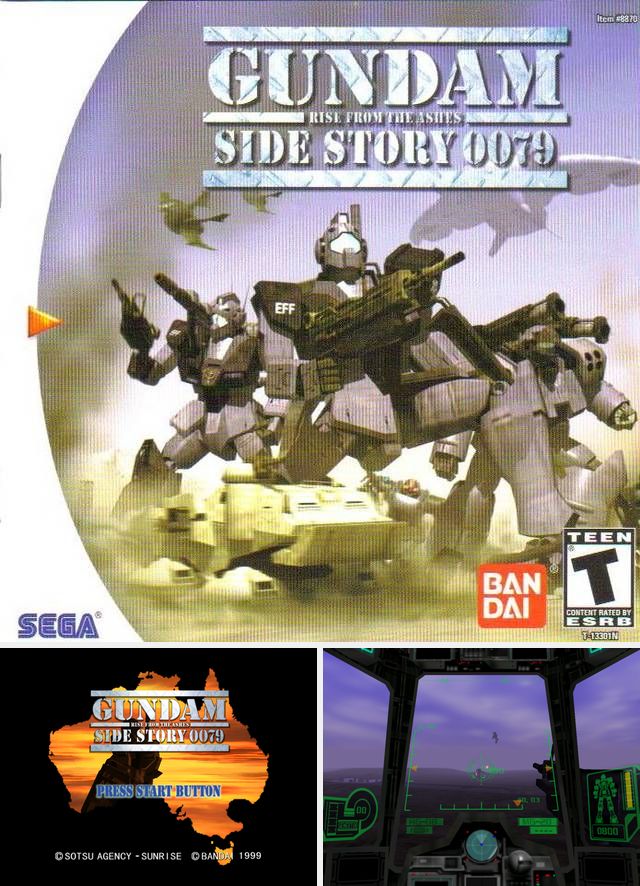 Item #8870
GUNDAM
RISE FROM THE ASHES
SIDE STORY 0079
EFF
BAN
DAI
®
TEEN
T
®
CONTENT RATED BY
ESRB
SEGA®
T-13301N
GUNDAM
RISE FROM THE ASHES
SIDE STORY 0079
PRESS START BUTTON
©SOTSU AGENCY - SUNRISE ©BANDAI 1999
00
0800